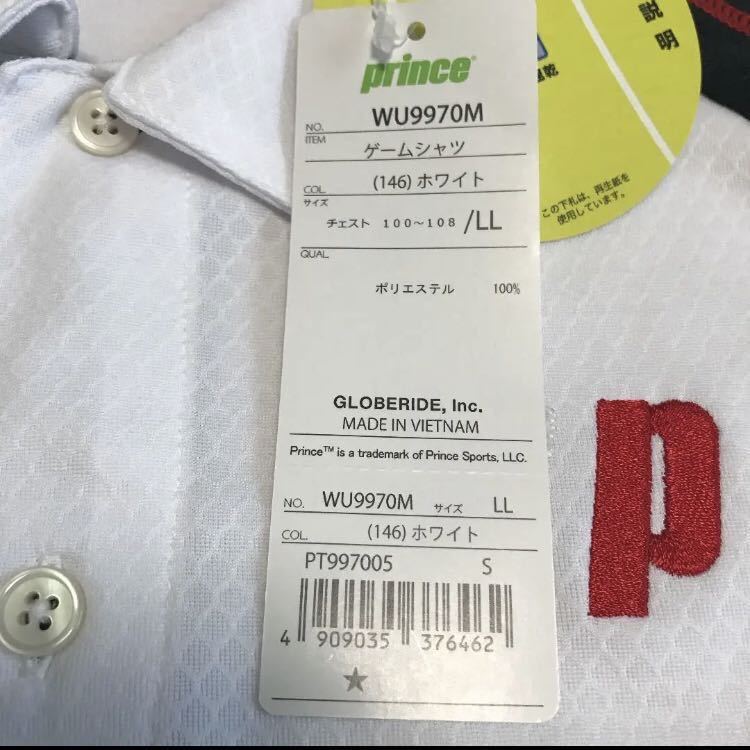 prince
説明
NO. WU9970M
ITEM ゲームシャツ
COL. (146) ホワイト
サイズ チェスト 100〜108 /LL
QUAL.
ポリエステル 100%
この下札は、再生紙を
使用しています。
GLOBERIDE, Inc.
MADE IN VIETNAM
Prince™ is a trademark of Prince Sports, LLC.
NO. WU9970M サイズ LL
COL. (146) ホワイト
PT997005 S
4 909035 376462
P